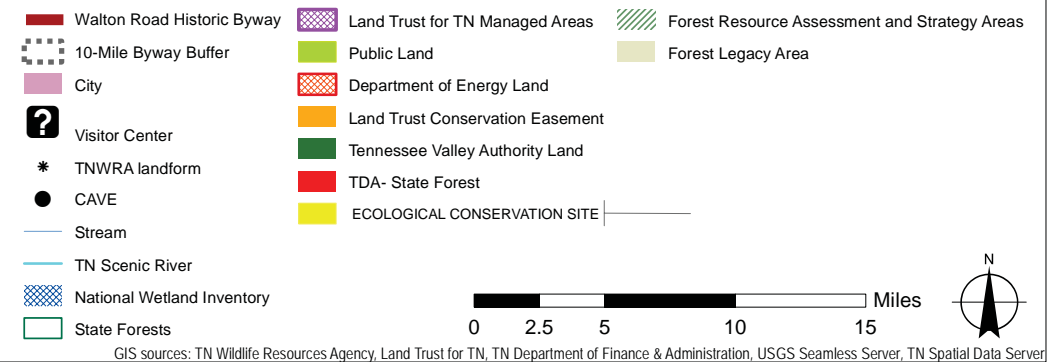 Walton Road Historic Byway
10-Mile Byway Buffer
City
?
Visitor Center
TNWRA landform
CAVE
Stream
TN Scenic River
National Wetland Inventory
State Forests
Land Trust for TN Managed Areas
Public Land
Department of Energy Land
Land Trust Conservation Easement
Tennessee Valley Authority Land
TDA- State Forest
ECOLOGICAL CONSERVATION SITE
Forest Resource Assessment and Strategy Areas
Forest Legacy Area
Miles
0 2.5 5 10 15
N
GIS sources: TN Wildlife Resources Agency, Land Trust for TN, TN Department of Finance & Administration, USGS Seamless Server, TN Spatial Data Server